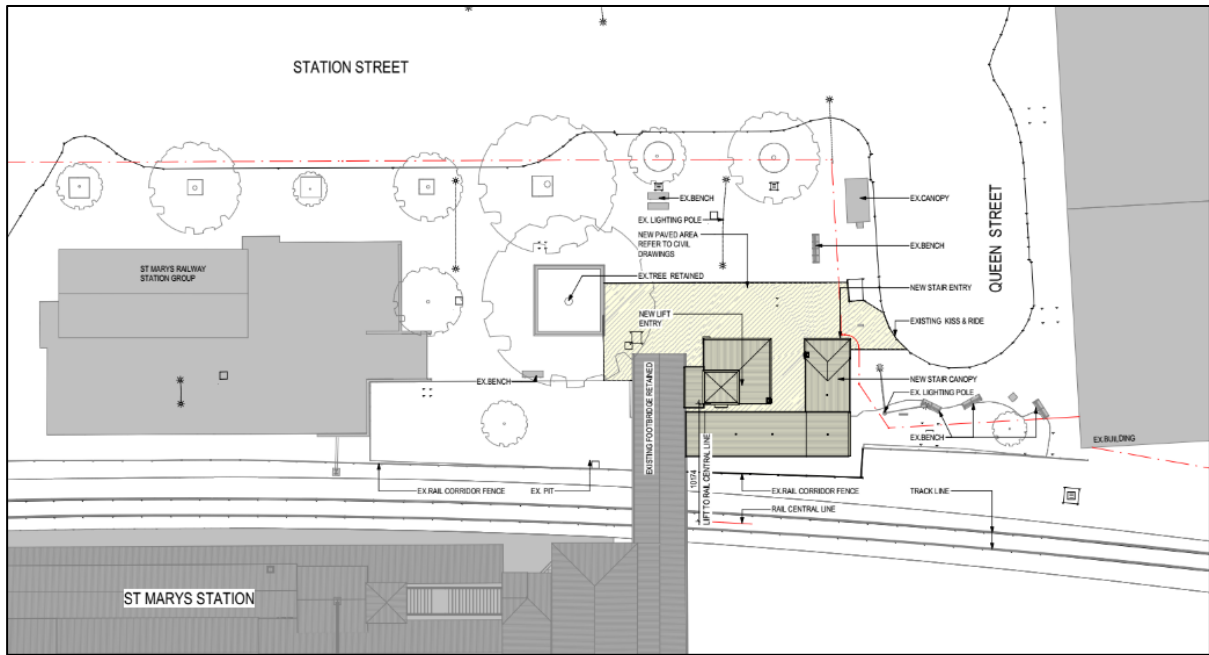 STATION STREET
EX.BENCH
EX. LIGHTING POLE
NEW PAVED AREA
REFER TO CIVIL
DRAWINGS
EX.TREE RETAINED
EX.CANOPY
EX.BENCH
QUEEN STREET
NEW STAIR ENTRY
EXISTING KISS & RIDE
ST MARYS RAILWAY
STATION GROUP
NEW LIFT
ENTRY
EX.BENCH
NEW STAIR CANOPY
EX. LIGHTING POLE
EX.BENCH
EX.BUILDING
EXISTING FOOTBRIDGE RETAINED
10174
LIFT TO RAIL CENTRAL LINE
EX.RAIL CORRIDOR FENCE
EX. PIT
EX.RAIL CORRIDOR FENCE
TRACK LINE
RAIL CENTRAL LINE
ST MARYS STATION